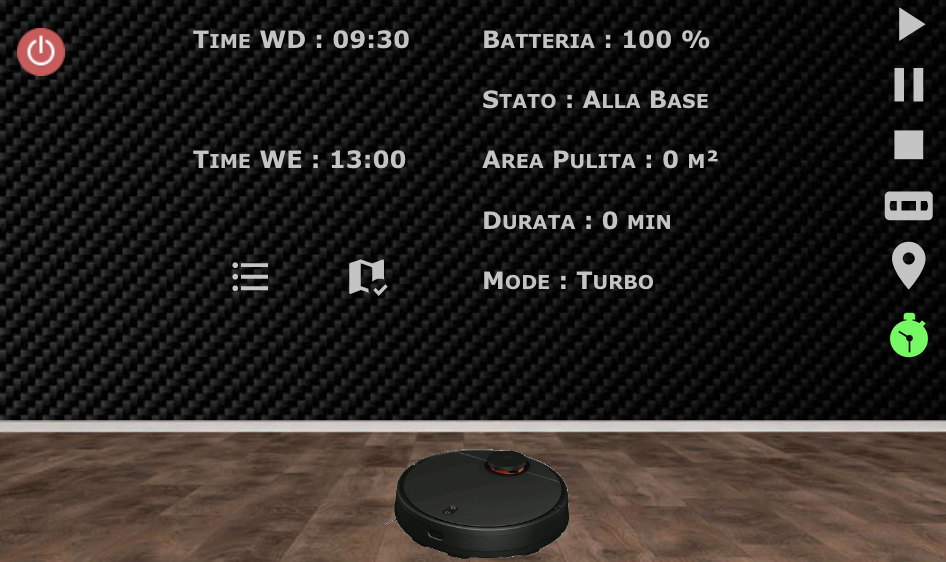 Time WD : 09:30
Batteria : 100 %
Stato : Alla Base
Time WE : 13:00
Area Pulita : 0 m²
Durata : 0 min
Mode : Turbo